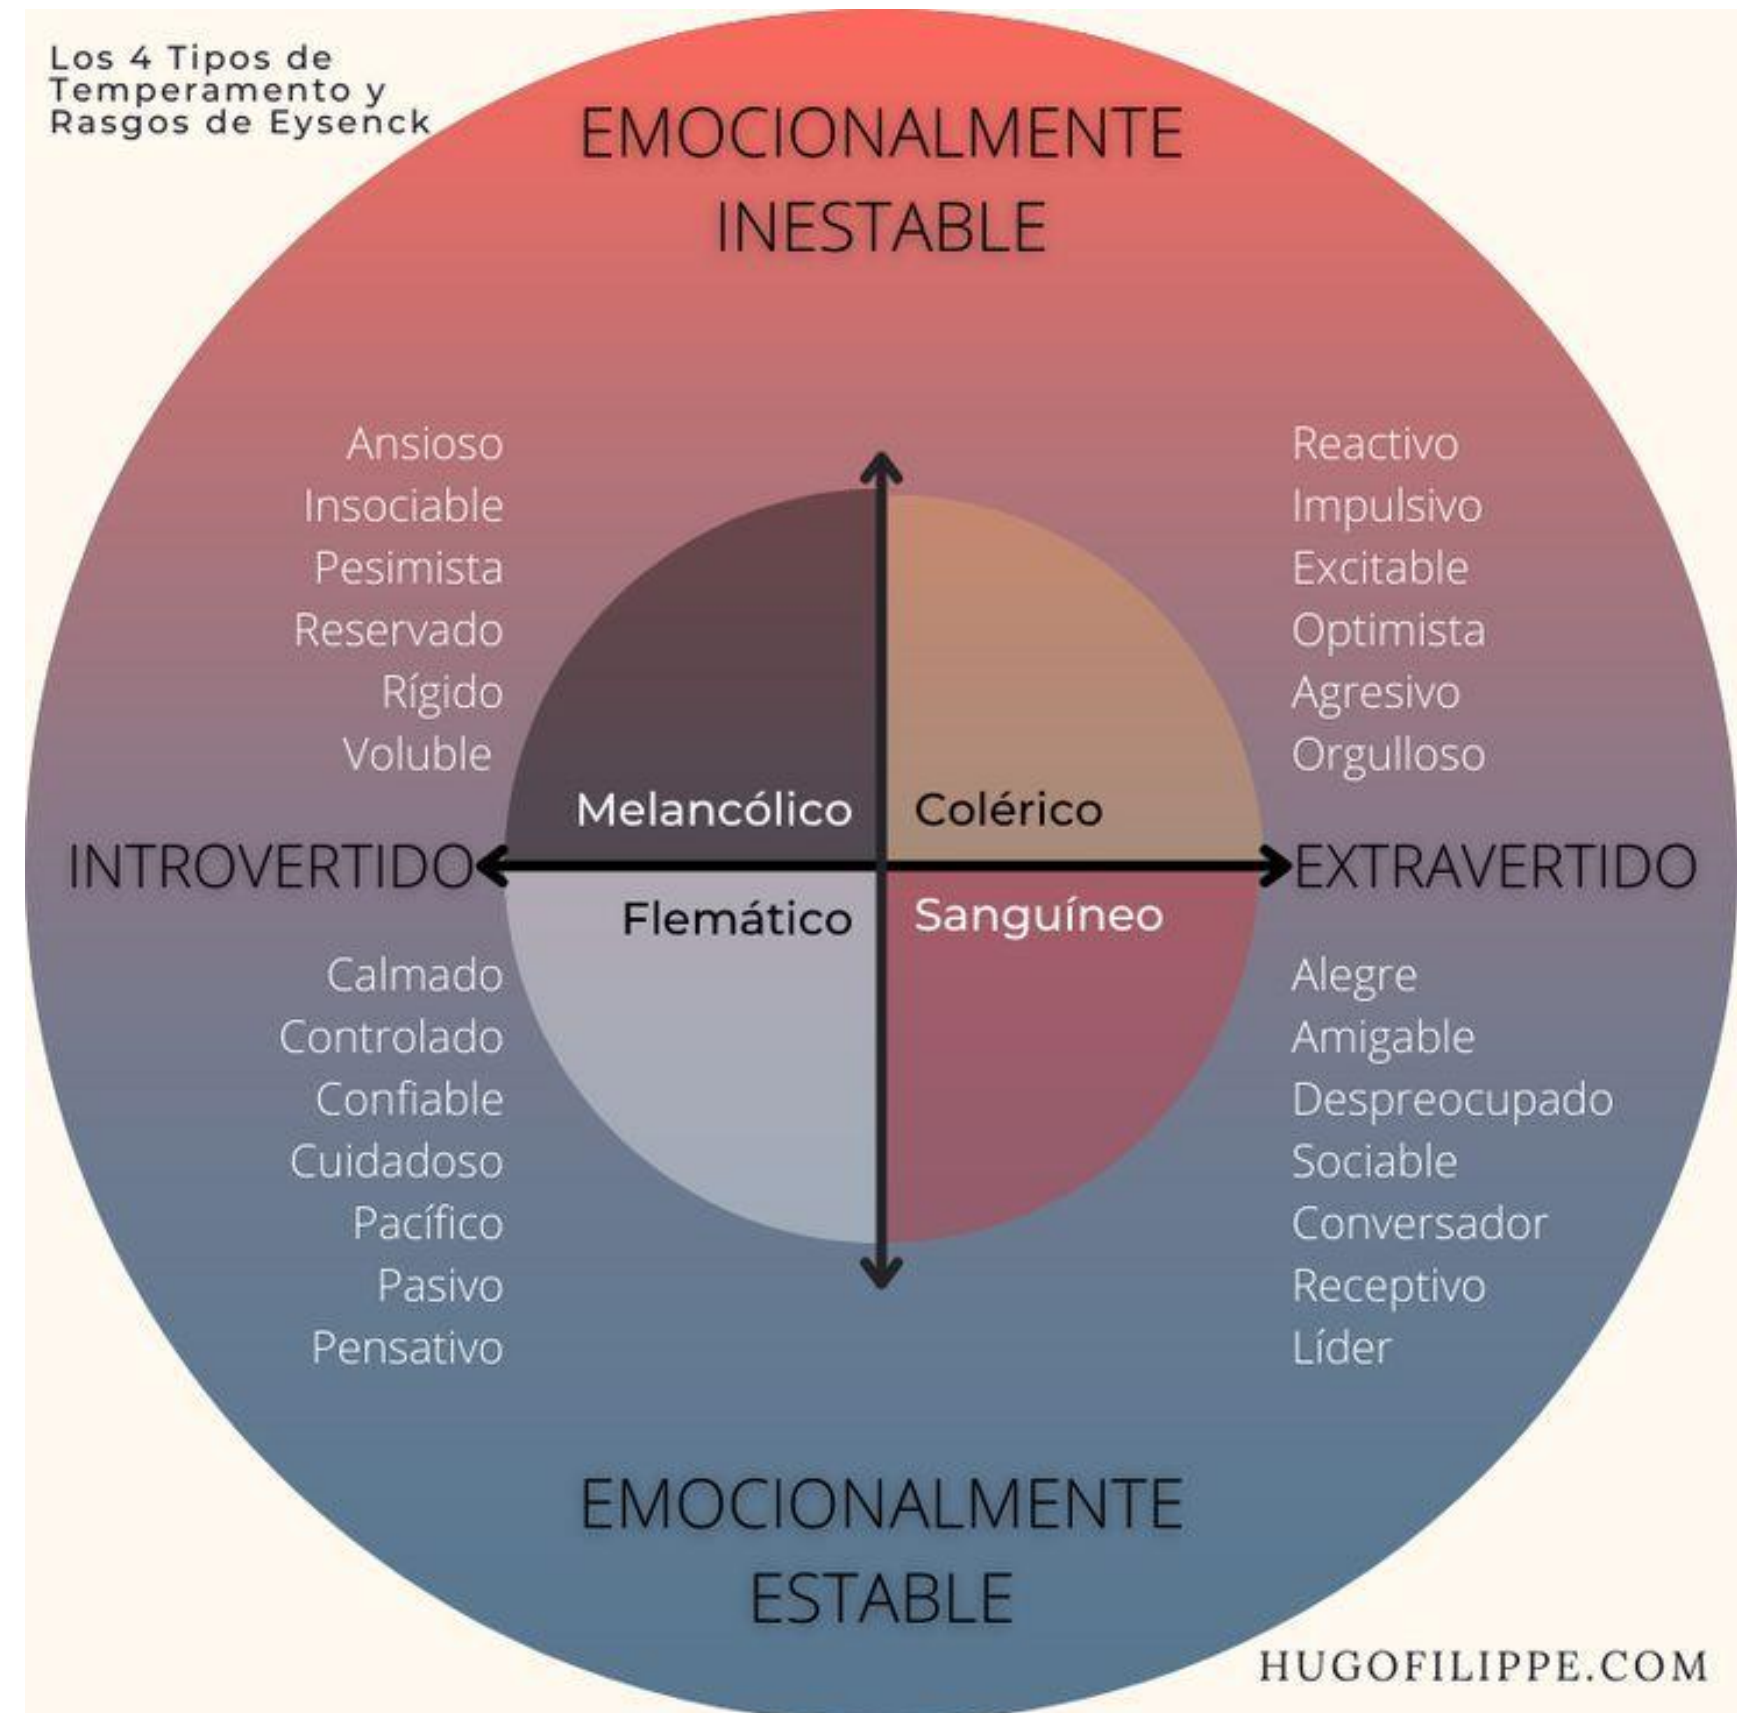 Los 4 Tipos de
Temperamento y
Rasgos de Eysenck
EMOCIONALMENTE
INESTABLE
Ansioso
Insociable
Pesimista
Reservado
Rígido
Voluble
Reactivo
Impulsivo
Excitable
Optimista
Agresivo
Orgulloso
Melancólico
Colérico
INTROVERTIDO
EXTRAVERTIDO
Flemático
Sanguíneo
Calmado
Controlado
Confiable
Cuidadoso
Pacífico
Pasivo
Pensativo
Alegre
Amigable
Despreocupado
Sociable
Conversador
Receptivo
Líder
EMOCIONALMENTE
ESTABLE
HUGOFILIPPE.COM